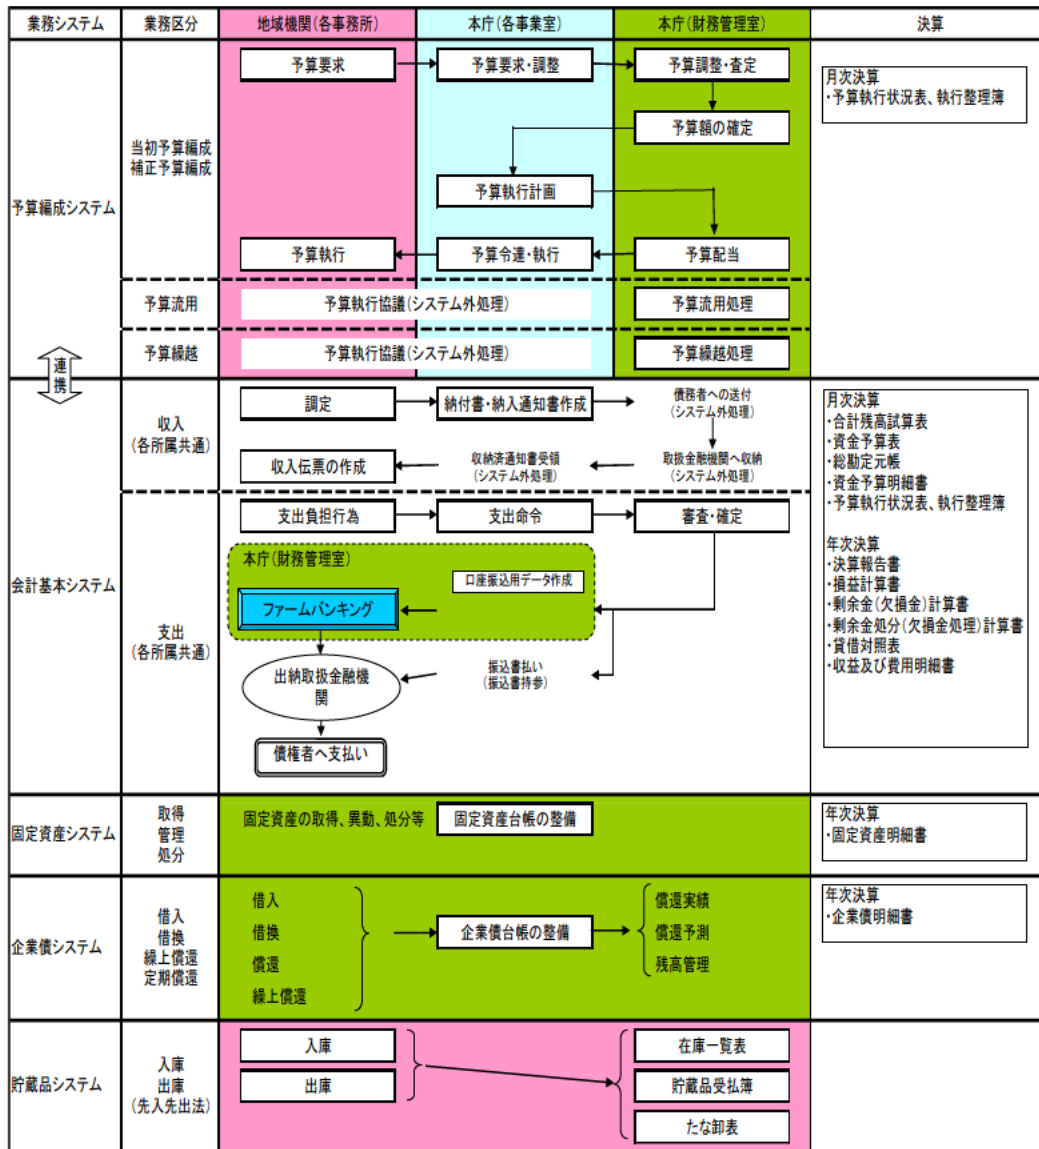 業務システム
業務区分
地域機関(各事務所)
本庁(各事業室)
本庁(財務管理室)
決算
予算編成システム
当初予算編成
補正予算編成
予算要求
予算要求・調整
予算調整・査定
予算額の確定
予算執行計画
予算執行
予算令達・執行
予算配当
月次決算
・予算執行状況表、執行整理簿
予算流用
予算執行協議(システム外処理)
予算流用処理
予算繰越
予算執行協議(システム外処理)
予算繰越処理
連
携
会計基本システム
収入
(各所属共通)
調定
納付書・納入通知書作成
債務者への送付
(システム外処理)
収入伝票の作成
収納済通知書受領
(システム外処理)
取扱金融機関へ収納
(システム外処理)
支出
(各所属共通)
支出負担行為
支出命令
審査・確定
本庁(財務管理室)
口座振込用データ作成
ファームバンキング
出納取扱金融機
関
振込書払い
(振込書持参)
債権者へ支払い
月次決算
・合計残高試算表
・資金予算表
・総勘定元帳
・資金予算明細書
・予算執行状況表、執行整理簿
年次決算
・決算報告書
・損益計算書
・剰余金(欠損金)計算書
・剰余金処分(欠損金処理)計算書
・貸借対照表
・収益及び費用明細書
固定資産システム
取得
管理
処分
固定資産の取得、異動、処分等
固定資産台帳の整備
年次決算
・固定資産明細書
企業債システム
借入
借換
繰上償還
定期償還
借入
借換
償還
繰上償還
企業債台帳の整備
償還実績
償還予測
残高管理
年次決算
・企業債明細書
貯蔵品システム
入庫
出庫
(先入先出法)
入庫
出庫
在庫一覧表
貯蔵品受払簿
たな卸表